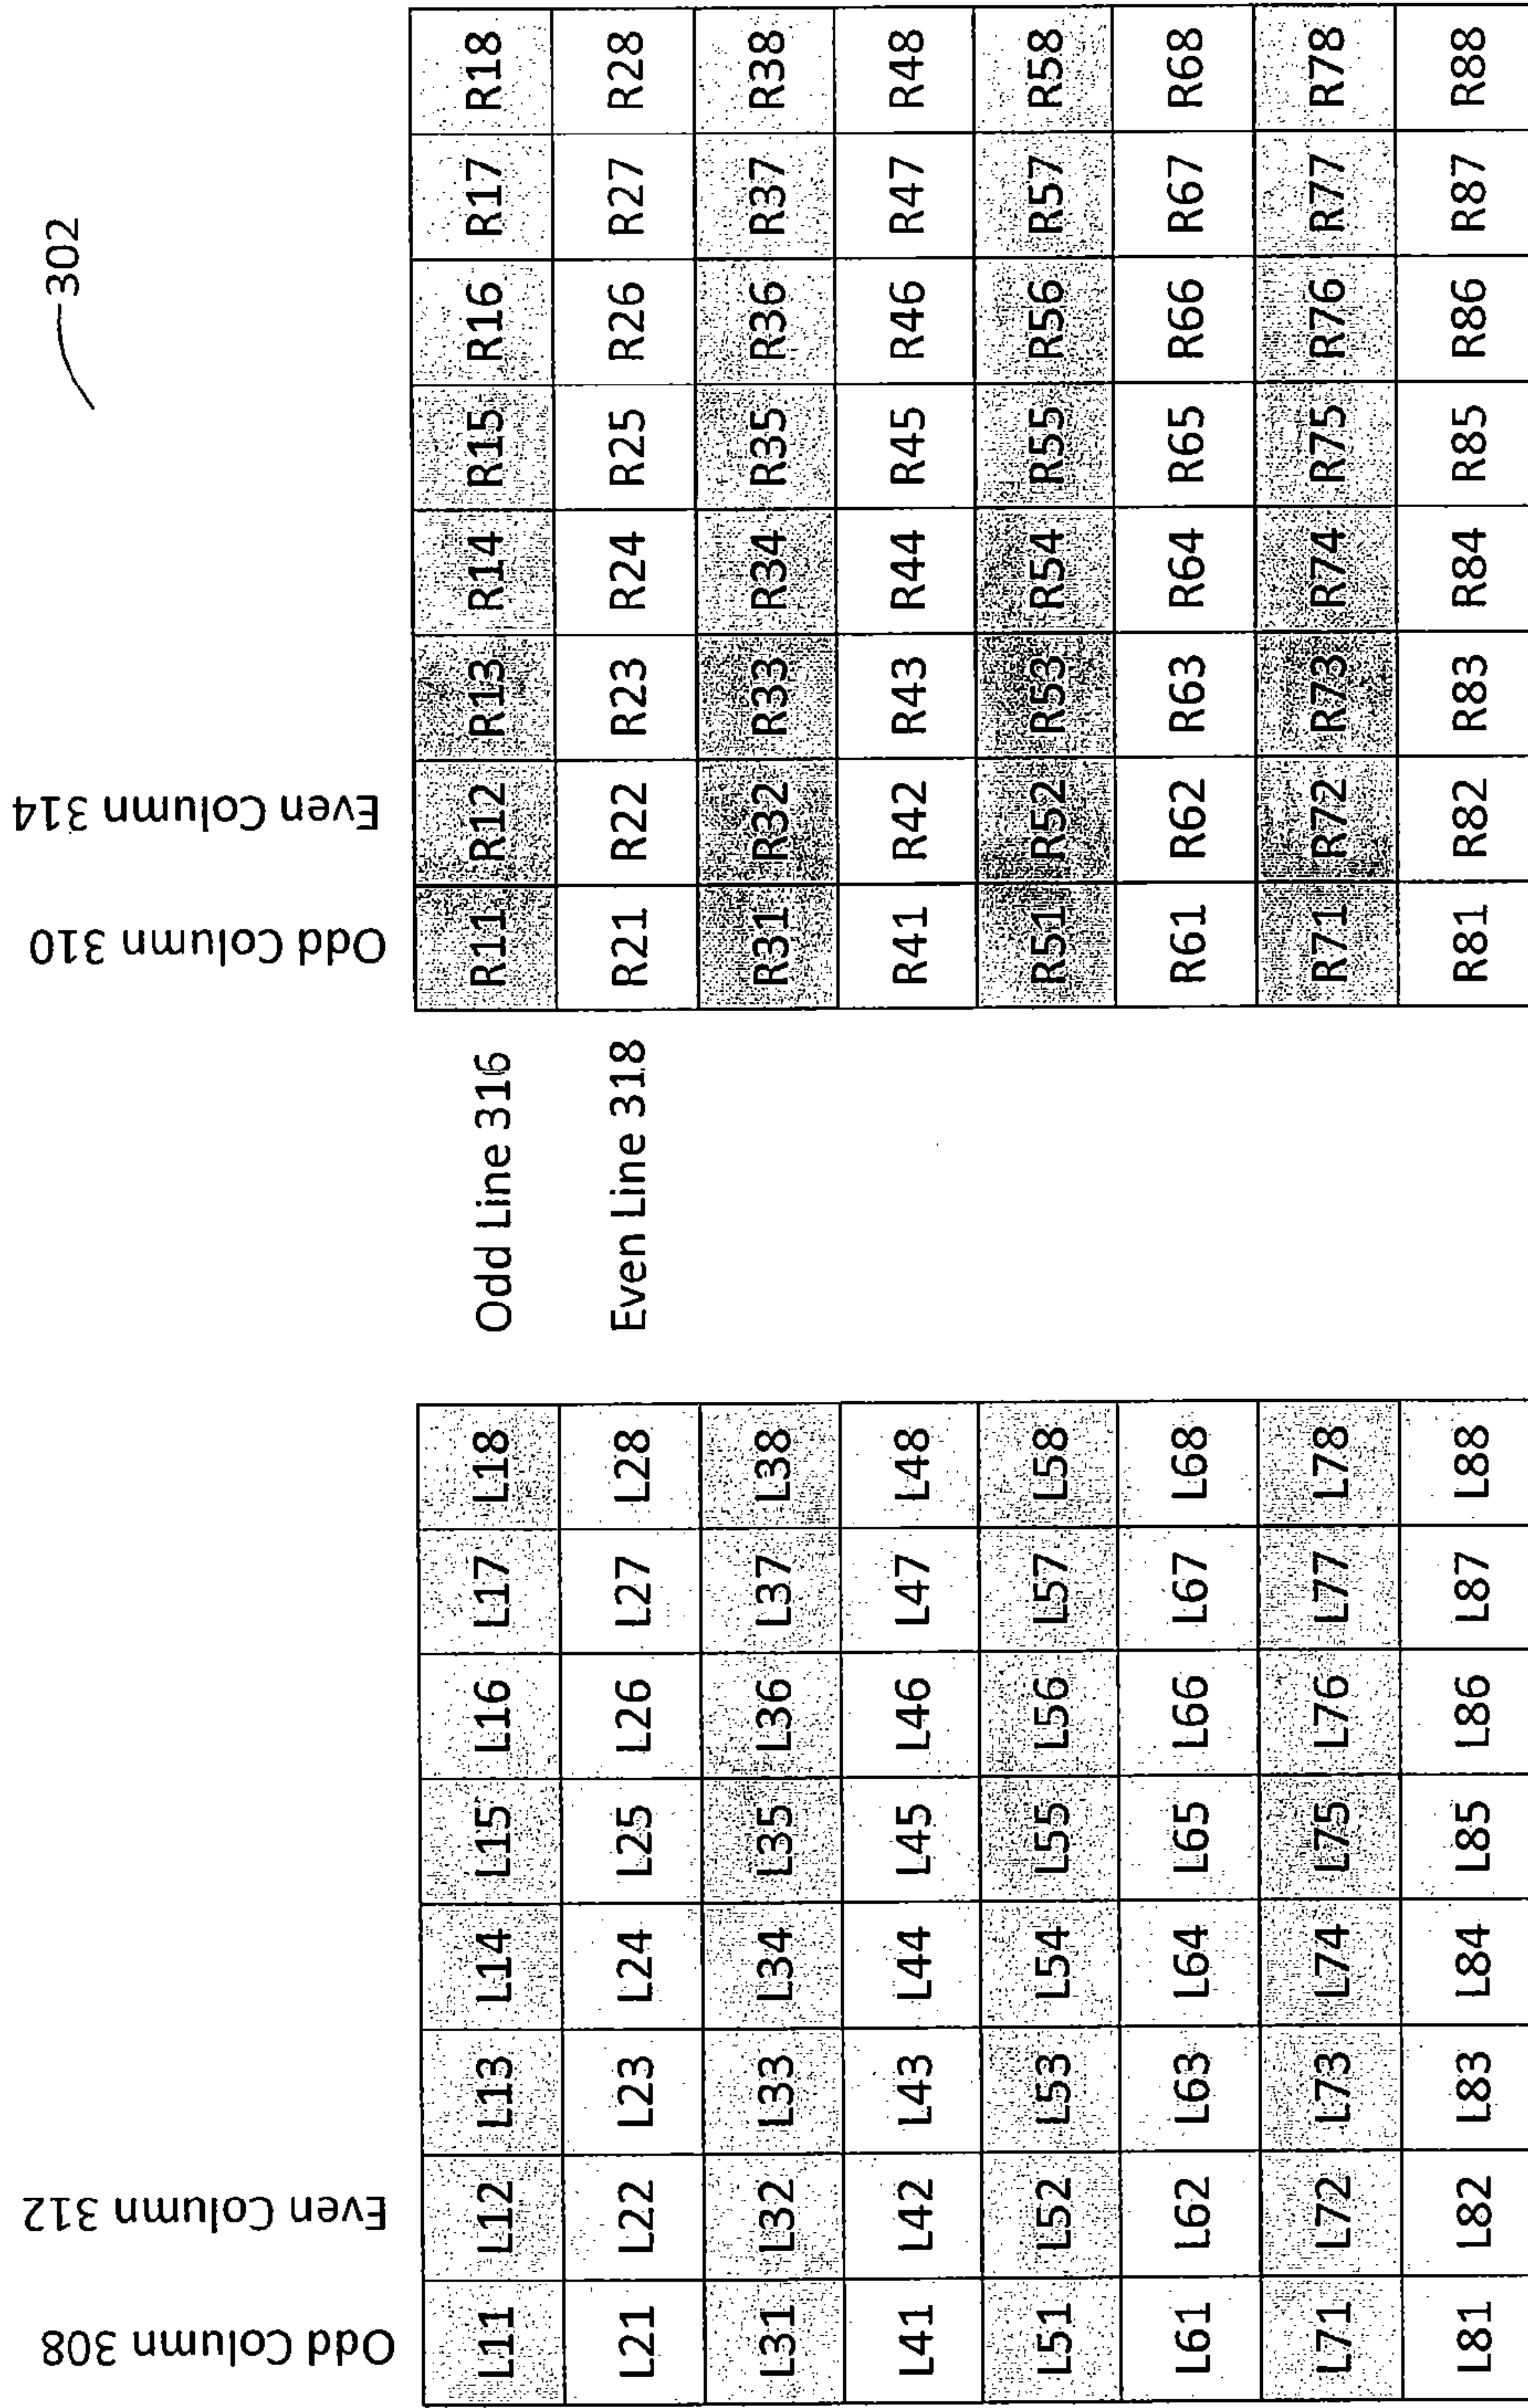 302
Odd Column 308
Even Column 312
Odd Column 310
Even Column 314
L11 L12 L13 L14 L15 L16 L17 L18
Odd Line 316
R11 R12 R13 R14 R15 R16 R17 R18
L21 L22 L23 L24 L25 L26 L27 L28
Even Line 318
R21 R22 R23 R24 R25 R26 R27 R28
L31 L32 L33 L34 L35 L36 L37 L38
R31 R32 R33 R34 R35 R36 R37 R38
L41 L42 L43 L44 L45 L46 L47 L48
R41 R42 R43 R44 R45 R46 R47 R48
L51 L52 L53 L54 L55 L56 L57 L58
R51 R52 R53 R54 R55 R56 R57 R58
L61 L62 L63 L64 L65 L66 L67 L68
R61 R62 R63 R64 R65 R66 R67 R68
L71 L72 L73 L74 L75 L76 L77 L78
R71 R72 R73 R74 R75 R76 R77 R78
L81 L82 L83 L84 L85 L86 L87 L88
R81 R82 R83 R84 R85 R86 R87 R88